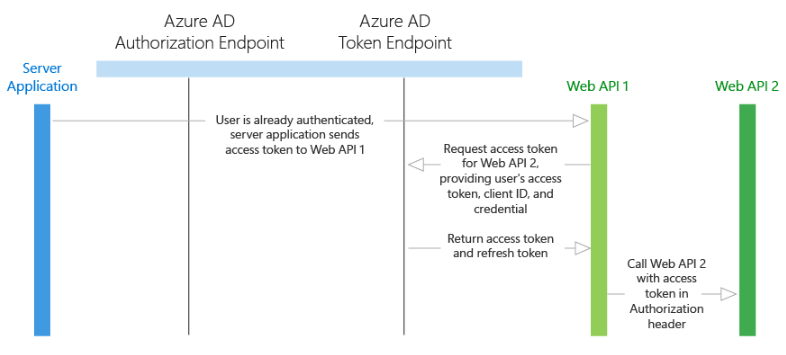 Azure AD
Authorization Endpoint
Azure AD
Token Endpoint
Server
Application
Web API 1
Web API 2
User is already authenticated,
server application sends
access token to Web API 1
Request access token
for Web API 2,
providing user's access
token, client ID, and
credential
Return access token
and refresh token
Call Web API 2
with access
token in
Authorization
header